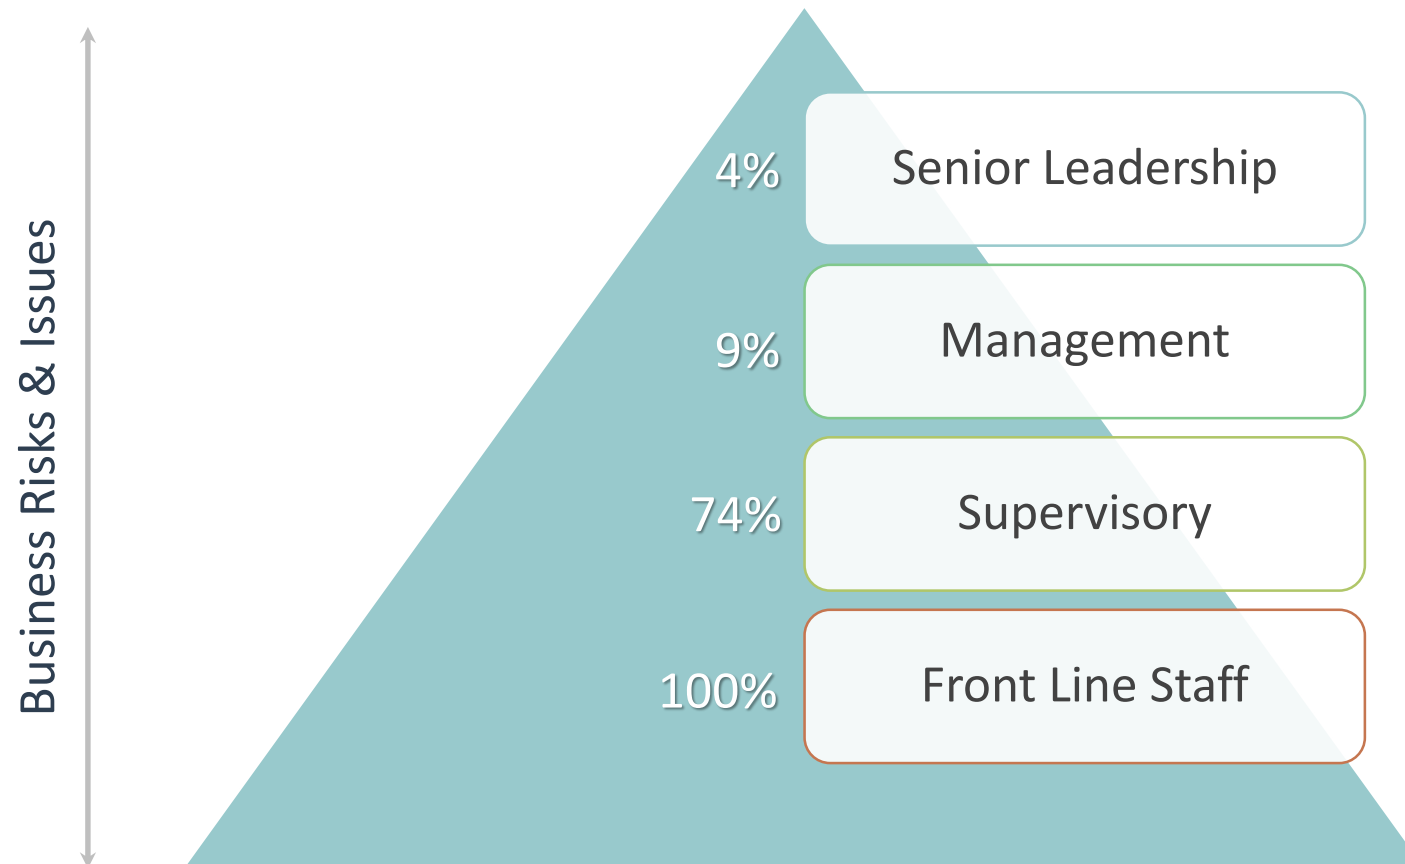 Business Risks & Issues
4%
Senior Leadership
9%
Management
74%
Supervisory
100%
Front Line Staff